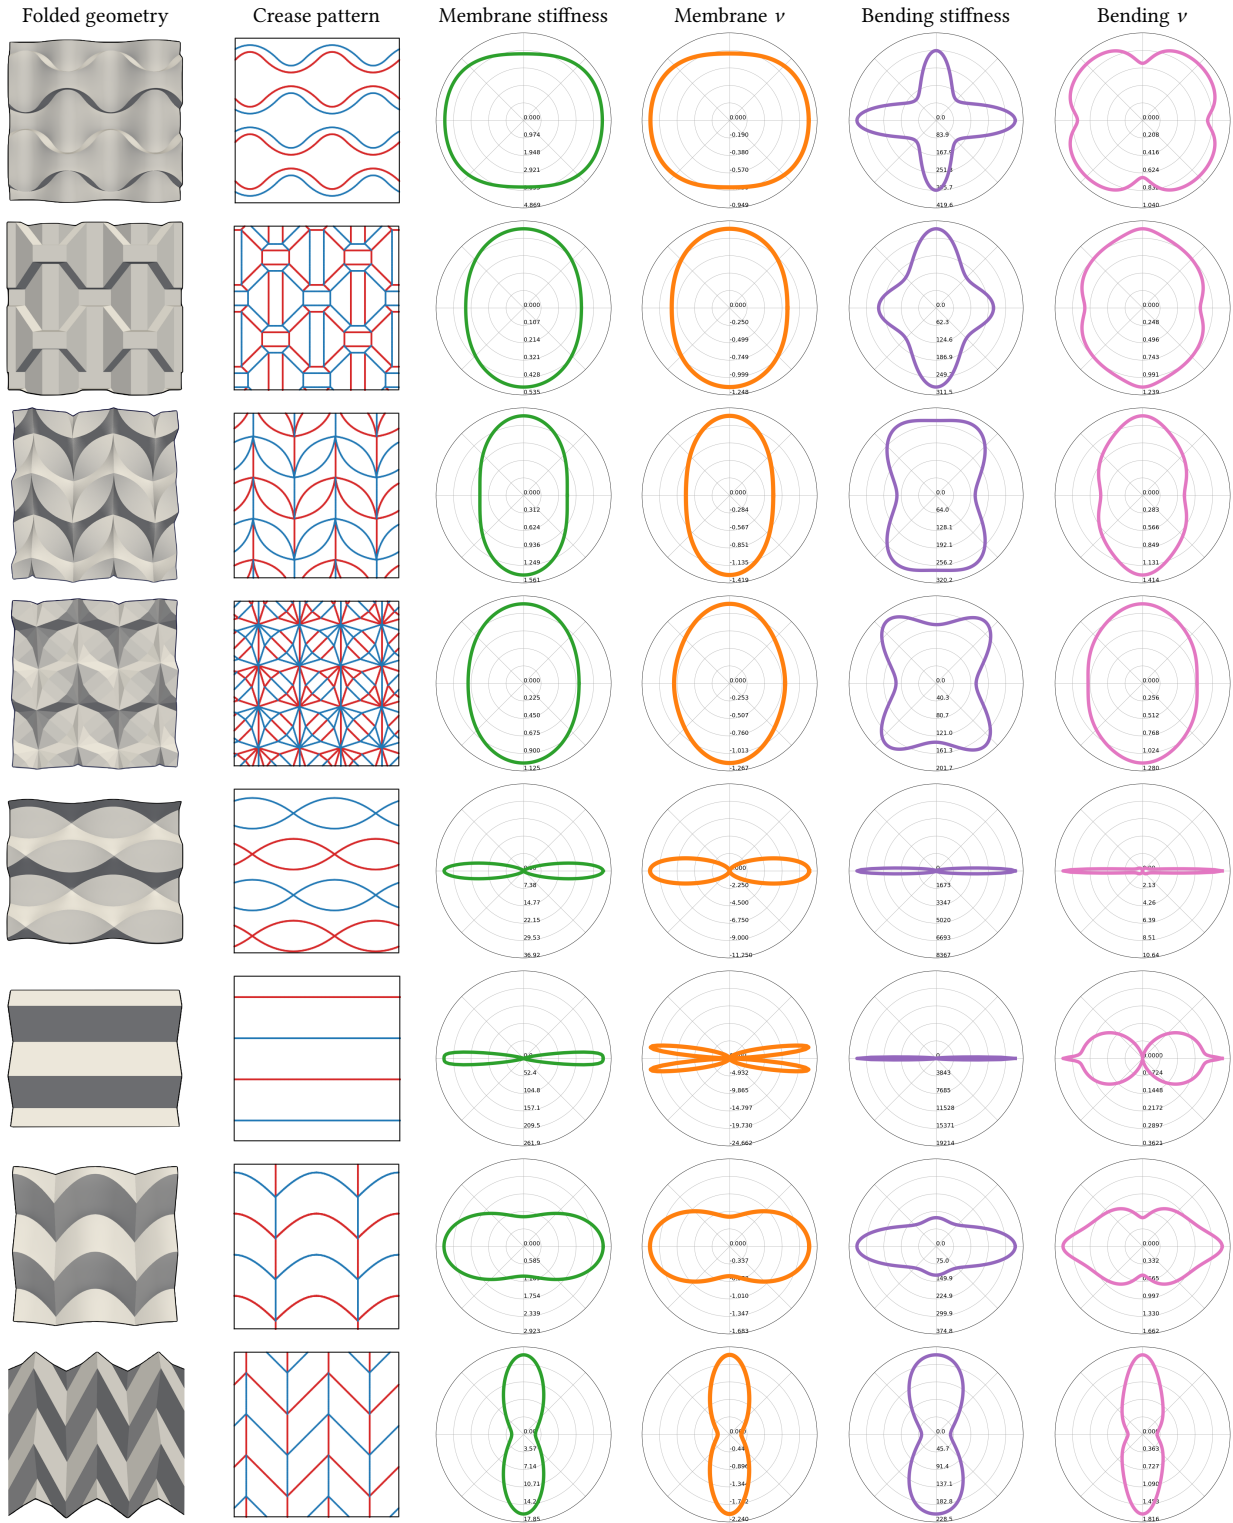 Folded geometry Crease pattern Membrane stiffness Membrane ν Bending stiffness Bending ν
0.000 0.000 0.0 0.000
0.974 -0.190 83.9 0.208
1.948 -0.380 0.416
2.921 -0.570 0.624
4.869 -0.949 419.6 1.040
0.000 0.000 0.0 0.000
0.107 -0.250 62.3 0.248
0.214 -0.499 124.6 0.496
0.321 -0.749 186.9 0.743
0.428 -0.999 0.991
0.535 -1.248 311.5 1.239
0.000 0.000 0.0 0.000
0.312 -0.284 64.0 0.283
0.624 -0.567 128.1 0.566
0.936 -0.851 192.1 0.849
1.249 -1.135 256.2 1.131
1.561 -1.419 320.2 1.414
0.000 0.000 0.0 0.000
0.225 -0.253 40.3 0.256
0.450 -0.507 80.7 0.512
0.675 -0.760 121.0 0.768
0.900 -1.013 161.3 1.024
1.125 -1.267 201.7 1.280
7.38 -2.250 1673 2.13
14.77 -4.500 3347 4.26
22.15 -6.750 5020 6.39
29.53 -9.000 6693 8.51
36.92 -11.250 8367 10.64
52.4 -4.932 3843
104.8 -9.865 7685 0.1448
157.1 -14.797 11528 0.2172
209.5 -19.730 15371 0.2897
261.9 -24.662 19214 0.3621
0.000 0.000 0.0 0.000
0.585 -0.337 75.0 0.332
149.9
1.754 -1.010 224.9 0.997
2.339 -1.347 299.9 1.330
2.923 -1.683 374.8 1.662
0.0
3.57 45.7 0.363
7.14 91.4 0.727
10.71 137.1 1.090
182.8
17.85 -2.240 228.5 1.816